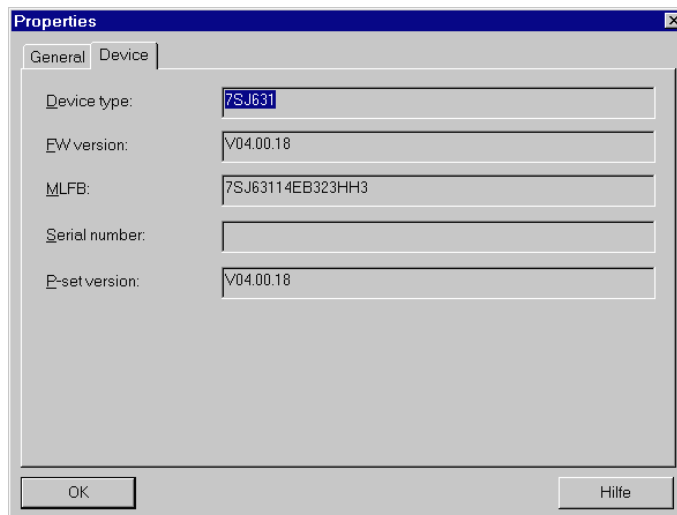 Properties
General Device
Device type: 7SJ631
FW version: V04.00.18
MLFB: 7SJ63114EB323HH3
Serial number:
P-set version: V04.00.18
OK Hilfe